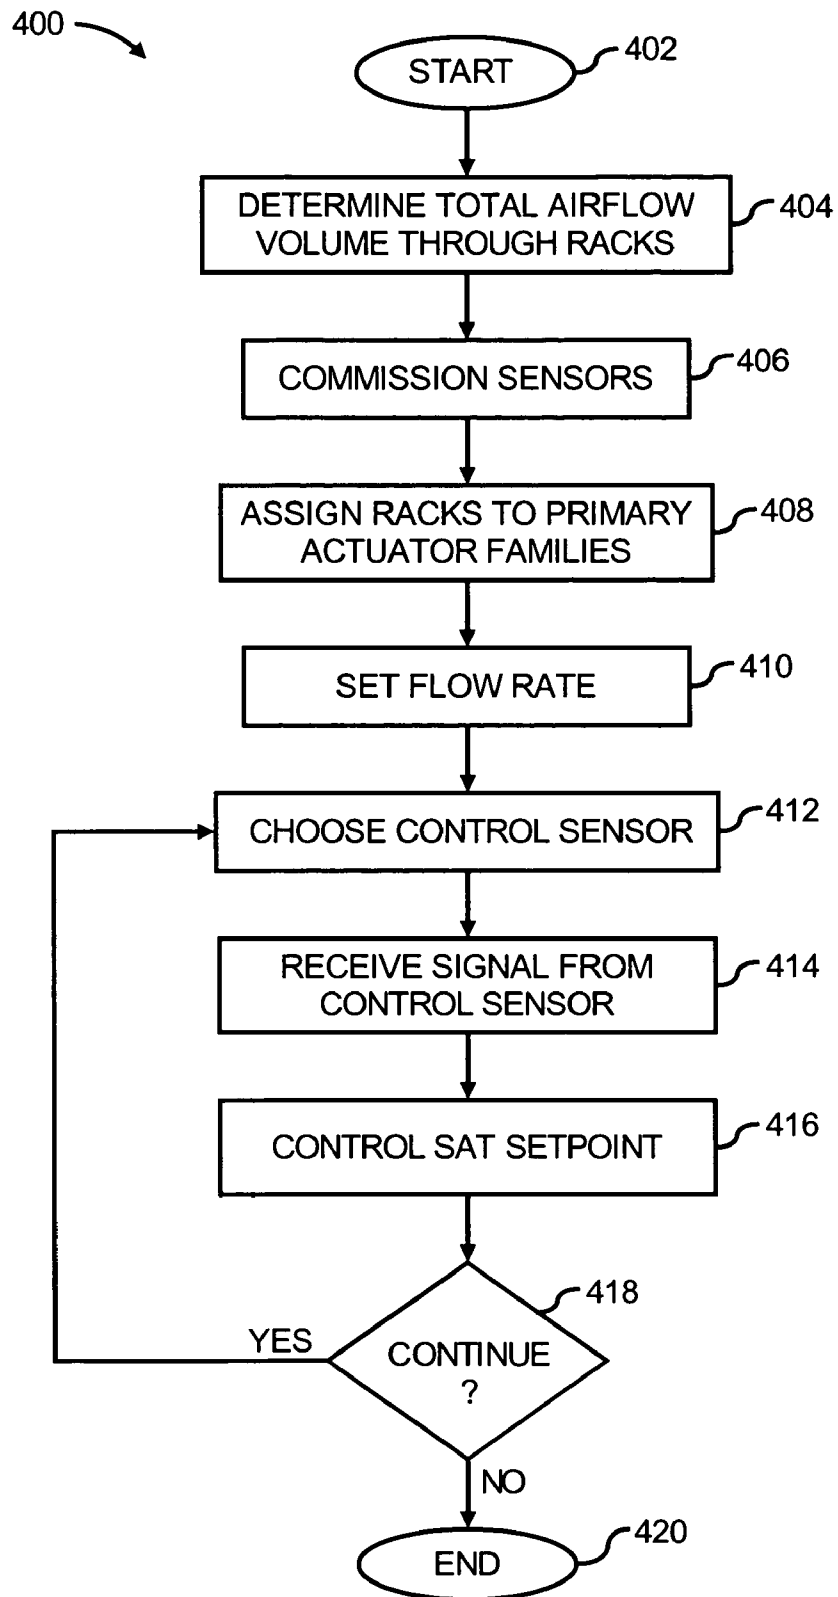 400
START
402
DETERMINE TOTAL AIRFLOW
VOLUME THROUGH RACKS
404
COMMISSION SENSORS
406
ASSIGN RACKS TO PRIMARY
ACTUATOR FAMILIES
408
SET FLOW RATE
410
CHOOSE CONTROL SENSOR
412
RECEIVE SIGNAL FROM
CONTROL SENSOR
414
CONTROL SAT SETPOINT
416
418
YES
CONTINUE
?
NO
END
420